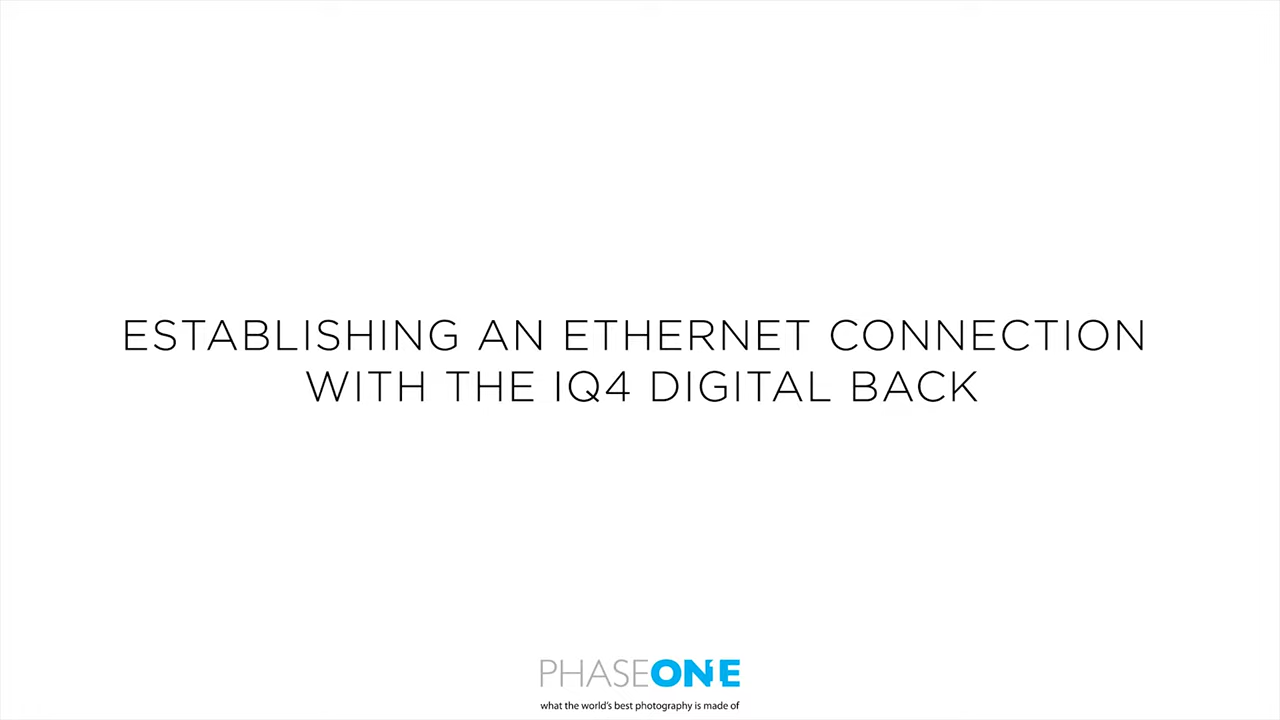 ESTABLISHING AN ETHERNET CONNECTION
WITH THE IQ4 DIGITAL BACK
PHASEONE
what the world's best photography is made of